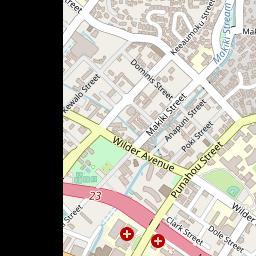 Keeaumoku Street
Makiki Stream
Mak
Dominis Street
Kewalo Street
Makiki Street
Anapuni Street
Poki Street
Wilder Avenue
Punahou Street
23
Wilder
Street
Clark Street
Dole Street